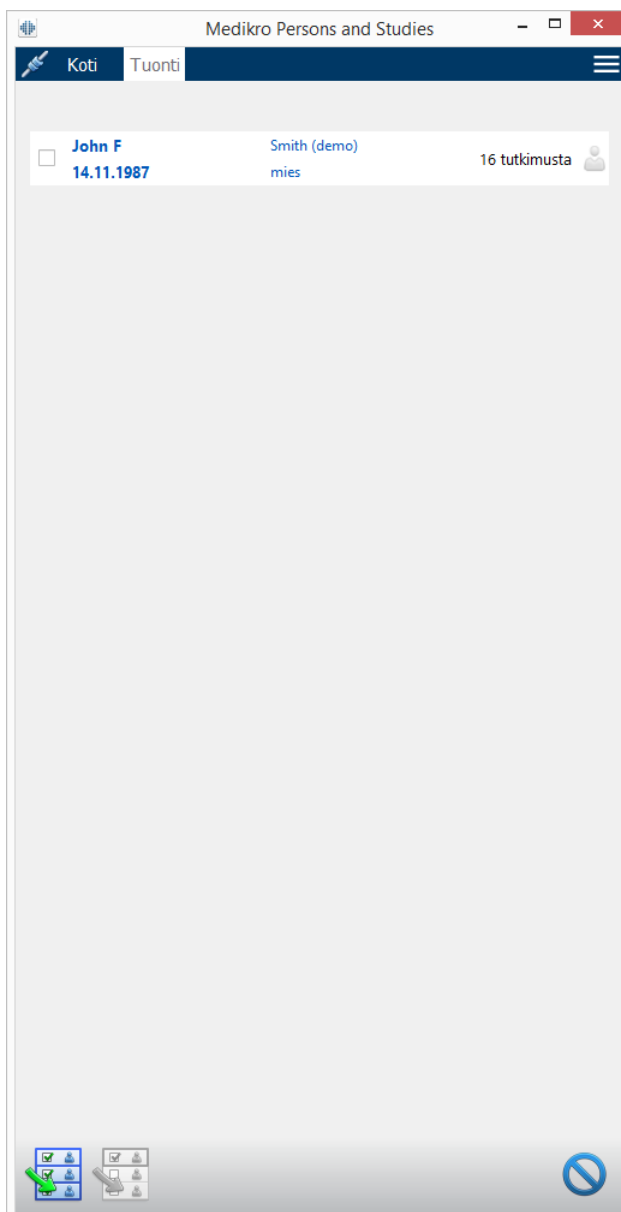 Medikro Persons and Studies
Koti Tuonti
John F Smith (demo)
16 tutkimusta
14.11.1987 mies